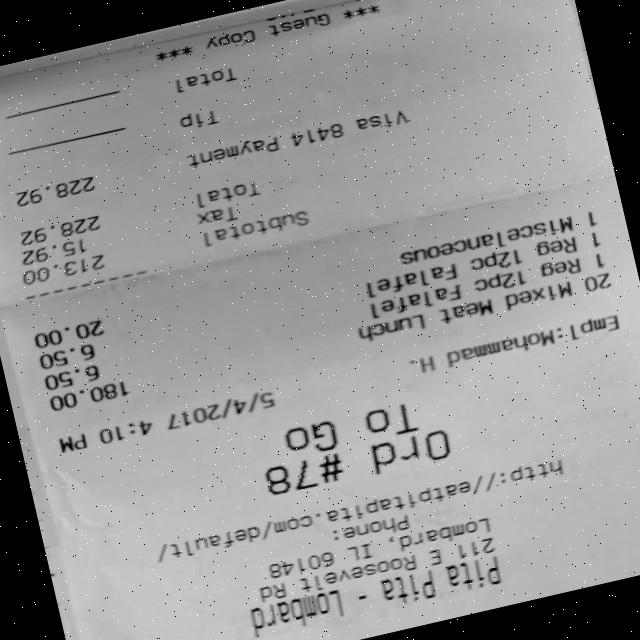 Pita Pita - Lombard
211 E Roosevelt Rd
Lombard, IL 60148
Phone:
http://eatpitapita.com/default/
Ord #78
TO GO
5/4/2017 4:10 PM
Empl:Mohammad H.
20 Mixed Meat Lunch 180.00
1 Reg 12pc Falafel 6.50
1 Reg 12pc Falafel 6.50
1 Miscelanceous 20.00
Subtotal 213.00
Tax 15.92
Total 228.92
Visa 8414 Payment 228.92
Tip
Total
*** Guest Copy ***